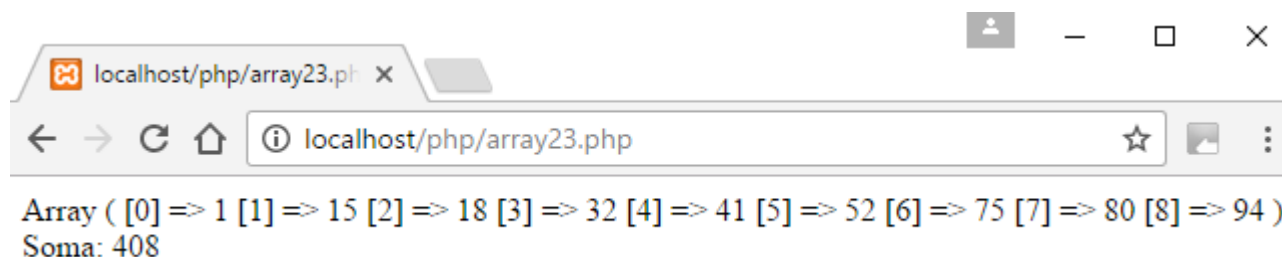 localhost/php/array23.ph
localhost/php/array23.php
Array ( [0] => 1 [1] => 15 [2] => 18 [3] => 32 [4] => 41 [5] => 52 [6] => 75 [7] => 80 [8] => 94 )
Soma: 408